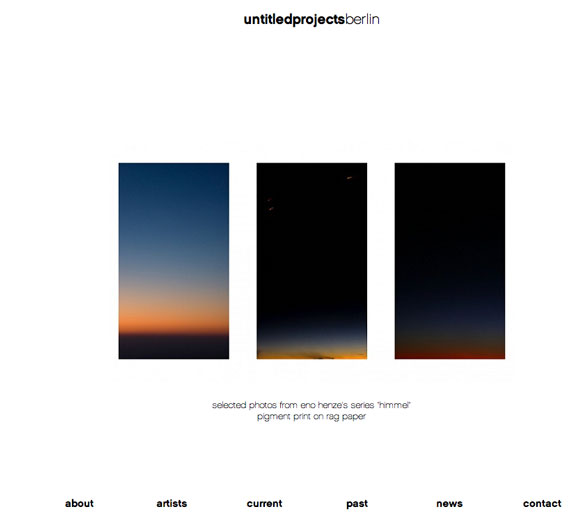 untitledprojectsberlin
selected photos from eno henze's series "himmel"
pigment print on rag paper
about artists current past news contact